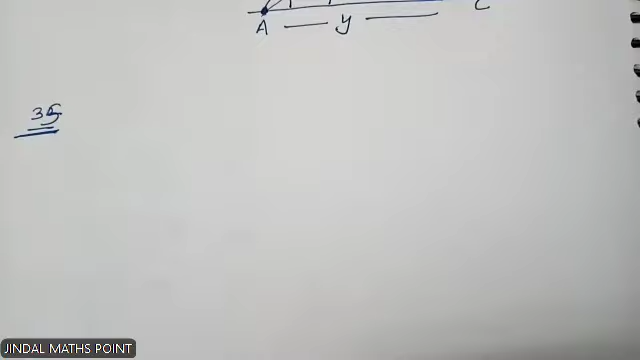 A — y — C
35
JINDAL MATHS POINT